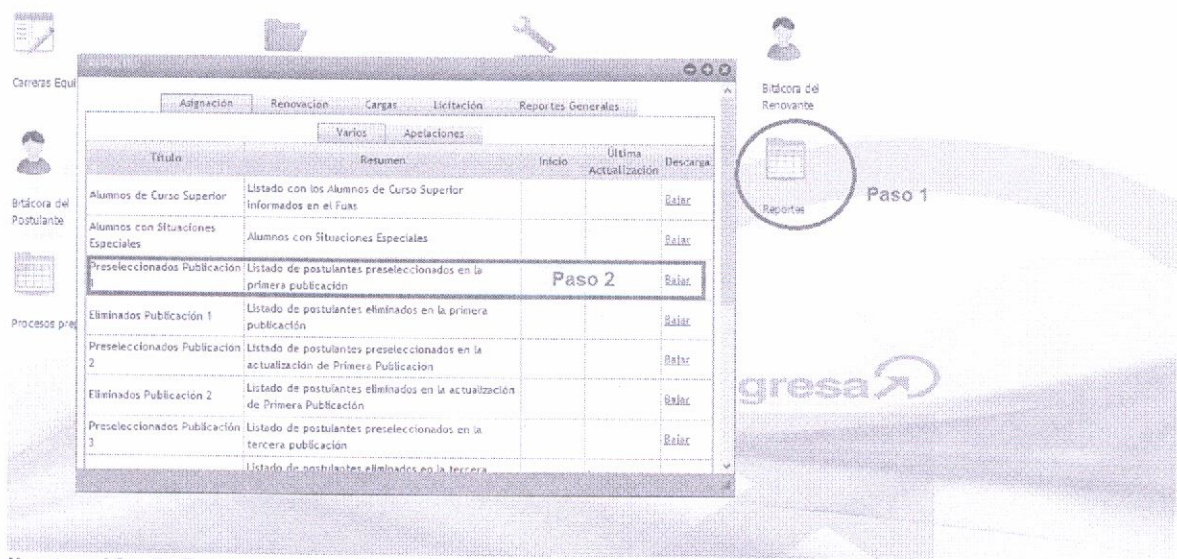 Carreras Equi
Bitácora del
Renovante
Asignación Renovación Cargas Licitación Reportes Generales
Varios Apelaciones
Título Resumen Inicio Última Actualización Descarga
Bitácora del
Postulante
Alumnos de Curso Superior
Listado con los Alumnos de Curso Superior
informados en el Fuas
Bajar
Reportes
Paso 1
Alumnos con Situaciones
Especiales
Alumnos con Situaciones Especiales
Bajar
Preseleccionados Publicación
1
Listado de postulantes preseleccionados en la
primera publicación
Paso 2
Bajar
Procesos preg
Eliminados Publicación 1
Listado de postulantes eliminados en la primera
publicación
Bajar
Preseleccionados Publicación
2
Listado de postulantes preseleccionados en la
actualización de Primera Publicación
Bajar
Eliminados Publicación 2
Listado de postulantes eliminados en la actualización
de Primera Publicación
Bajar
gresa
Preseleccionados Publicación
3
Listado de postulantes preseleccionados en la
tercera publicación
Bajar
Listado de postulantes eliminados en la tercera